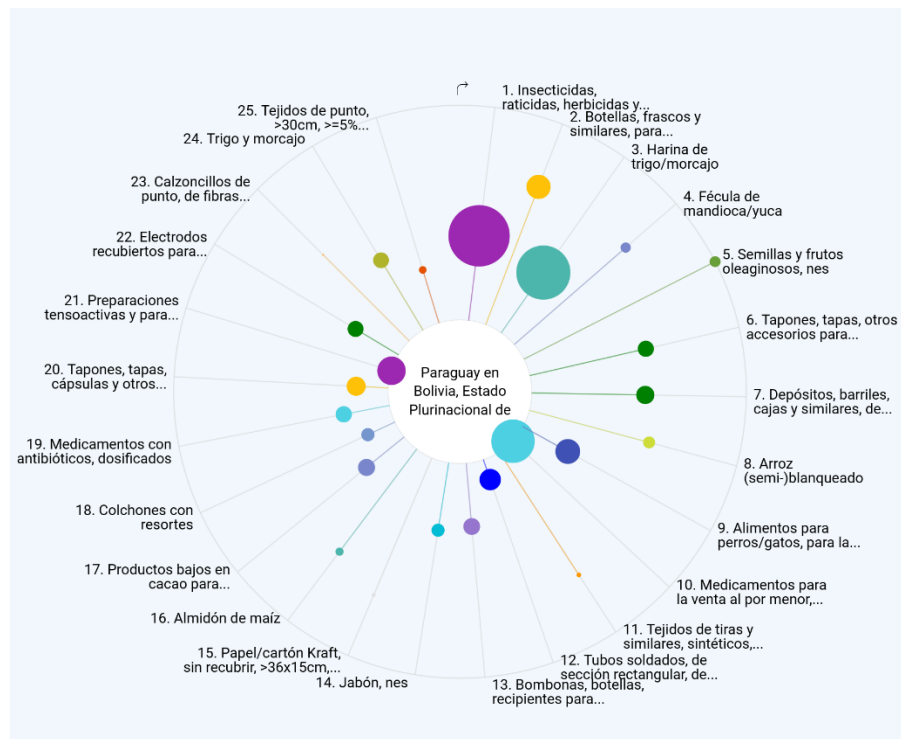 1. Insecticidas,
raticidas, herbicidas y...
2. Botellas, frascos y
similares, para...
3. Harina de
trigo/morcajo
4. Fécula de
mandioca/yuca
5. Semillas y frutos
oleaginosos, nes
6. Tapones, tapas, otros
accesorios para...
7. Depósitos, barriles,
cajas y similares, de...
8. Arroz
(semi-)blanqueado
9. Alimentos para
perros/gatos, para la...
10. Medicamentos para
la venta al por menor,...
11. Tejidos de tiras y
similares, sintéticos,...
12. Tubos soldados, de
sección rectangular, de...
13. Bombonas, botellas,
recipientes para...
14. Jabón, nes
15. Papel/cartón Kraft,
sin recubrir, >36x15cm,...
16. Almidón de maíz
17. Productos bajos en
cacao para...
18. Colchones con
resortes
19. Medicamentos con
antibióticos, dosificados
20. Tapones, tapas,
cápsulas y otros...
21. Preparaciones
tensoactivas y para...
22. Electrodos
recubiertos para...
23. Calzoncillos de
punto, de fibras...
24. Trigo y morcajo
25. Tejidos de punto,
>30cm, >=5%...
Paraguay en
Bolivia, Estado
Plurinacional de